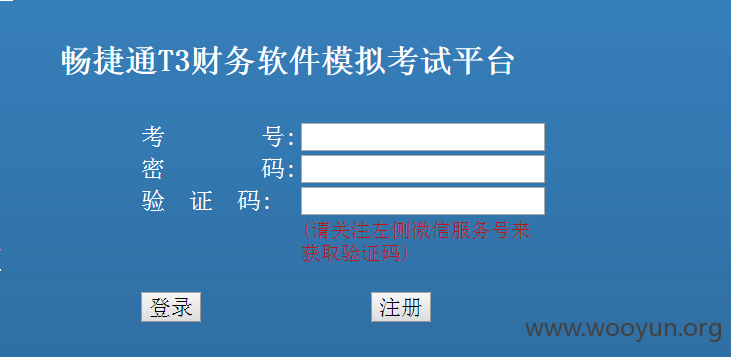 畅捷通T3财务软件模拟考试平台
考 号:
密 码:
验 证 码:
(请关注左侧微信服务号来
获取验证码)
登录 注册
www.wooyun.org